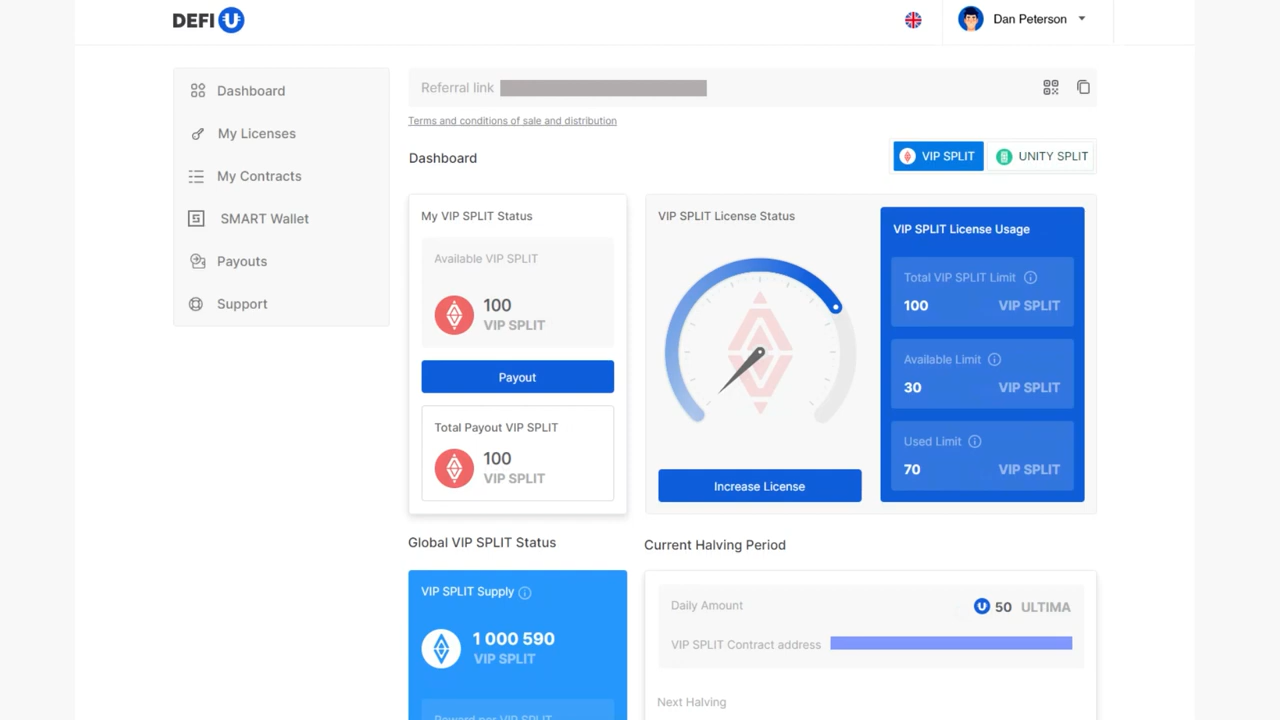 DEFI U
Dan Peterson
Dashboard
My Licenses
My Contracts
SMART Wallet
Payouts
Support
Referral link
Terms and conditions of sale and distribution
Dashboard
VIP SPLIT
UNITY SPLIT
My VIP SPLIT Status
Available VIP SPLIT
100
VIP SPLIT
Payout
Total Payout VIP SPLIT
100
VIP SPLIT
VIP SPLIT License Status
Increase License
VIP SPLIT License Usage
Total VIP SPLIT Limit
100 VIP SPLIT
Available Limit
30 VIP SPLIT
Used Limit
70 VIP SPLIT
Global VIP SPLIT Status
VIP SPLIT Supply
1 000 590
VIP SPLIT
Reward per VIP SPLIT
Current Halving Period
Daily Amount U 50 ULTIMA
VIP SPLIT Contract address
Next Halving